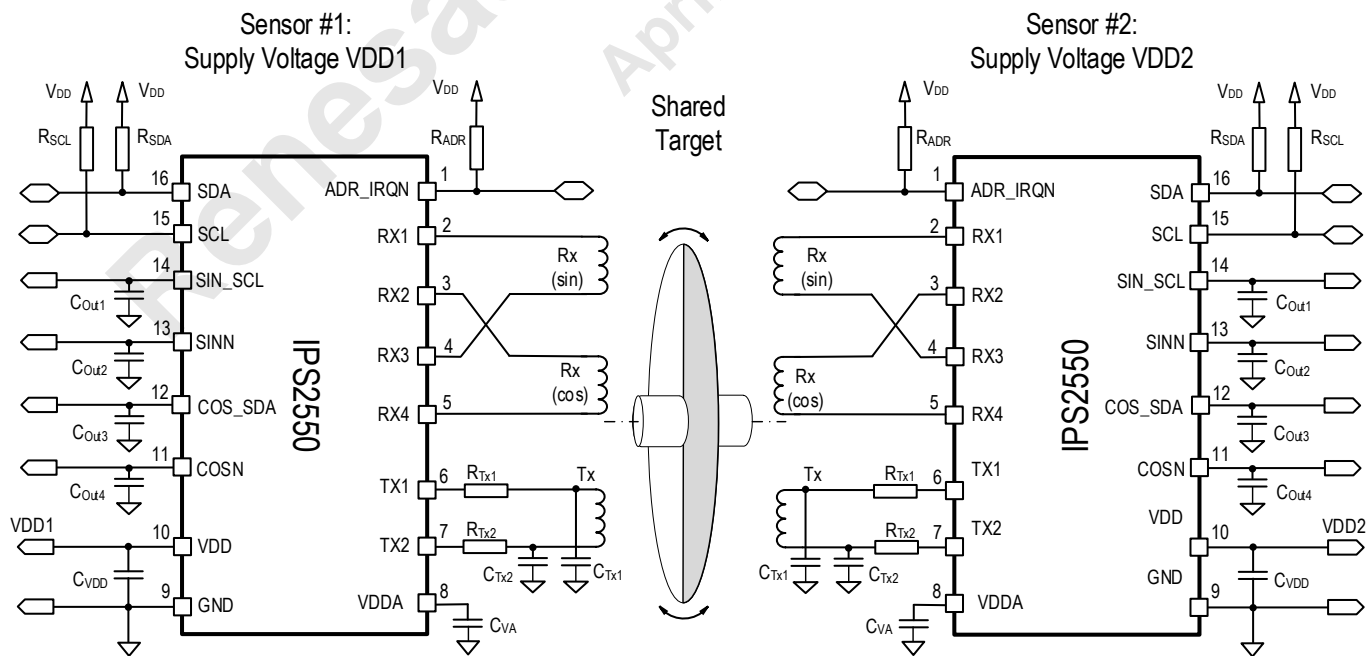 Sensor #1:
Supply Voltage VDD1
Sensor #2:
Supply Voltage VDD2
Shared
Target
VDD
VDD
VDD
RSCL
RSDA
RADR
16
SDA
15
SCL
14
SIN_SCL
COut1
13
SINN
COut2
12
COS_SDA
COut3
11
COSN
COut4
VDD1
10
VDD
CVDD
9
GND
IPS2550
1
ADR_IRQN
2
RX1
3
RX2
4
RX3
5
RX4
6
TX1
7
TX2
8
VDDA
Rx
(sin)
Rx
(cos)
RTx1
Tx
RTx2
CTx2
CTx1
CVA
VDD
VDD
VDD
RADR
RSDA
RSCL
1
ADR_IRQN
2
RX1
3
RX2
4
RX3
5
RX4
6
TX1
7
TX2
8
VDDA
Rx
(sin)
Rx
(cos)
Tx
RTx1
RTx2
CTx1
CTx2
CVA
IPS2550
SDA
16
SCL
15
SIN_SCL
14
COut1
SINN
13
COut2
COS_SDA
12
COut3
COSN
11
COut4
VDD
10
VDD2
CVDD
GND
9
Renesas
Apri